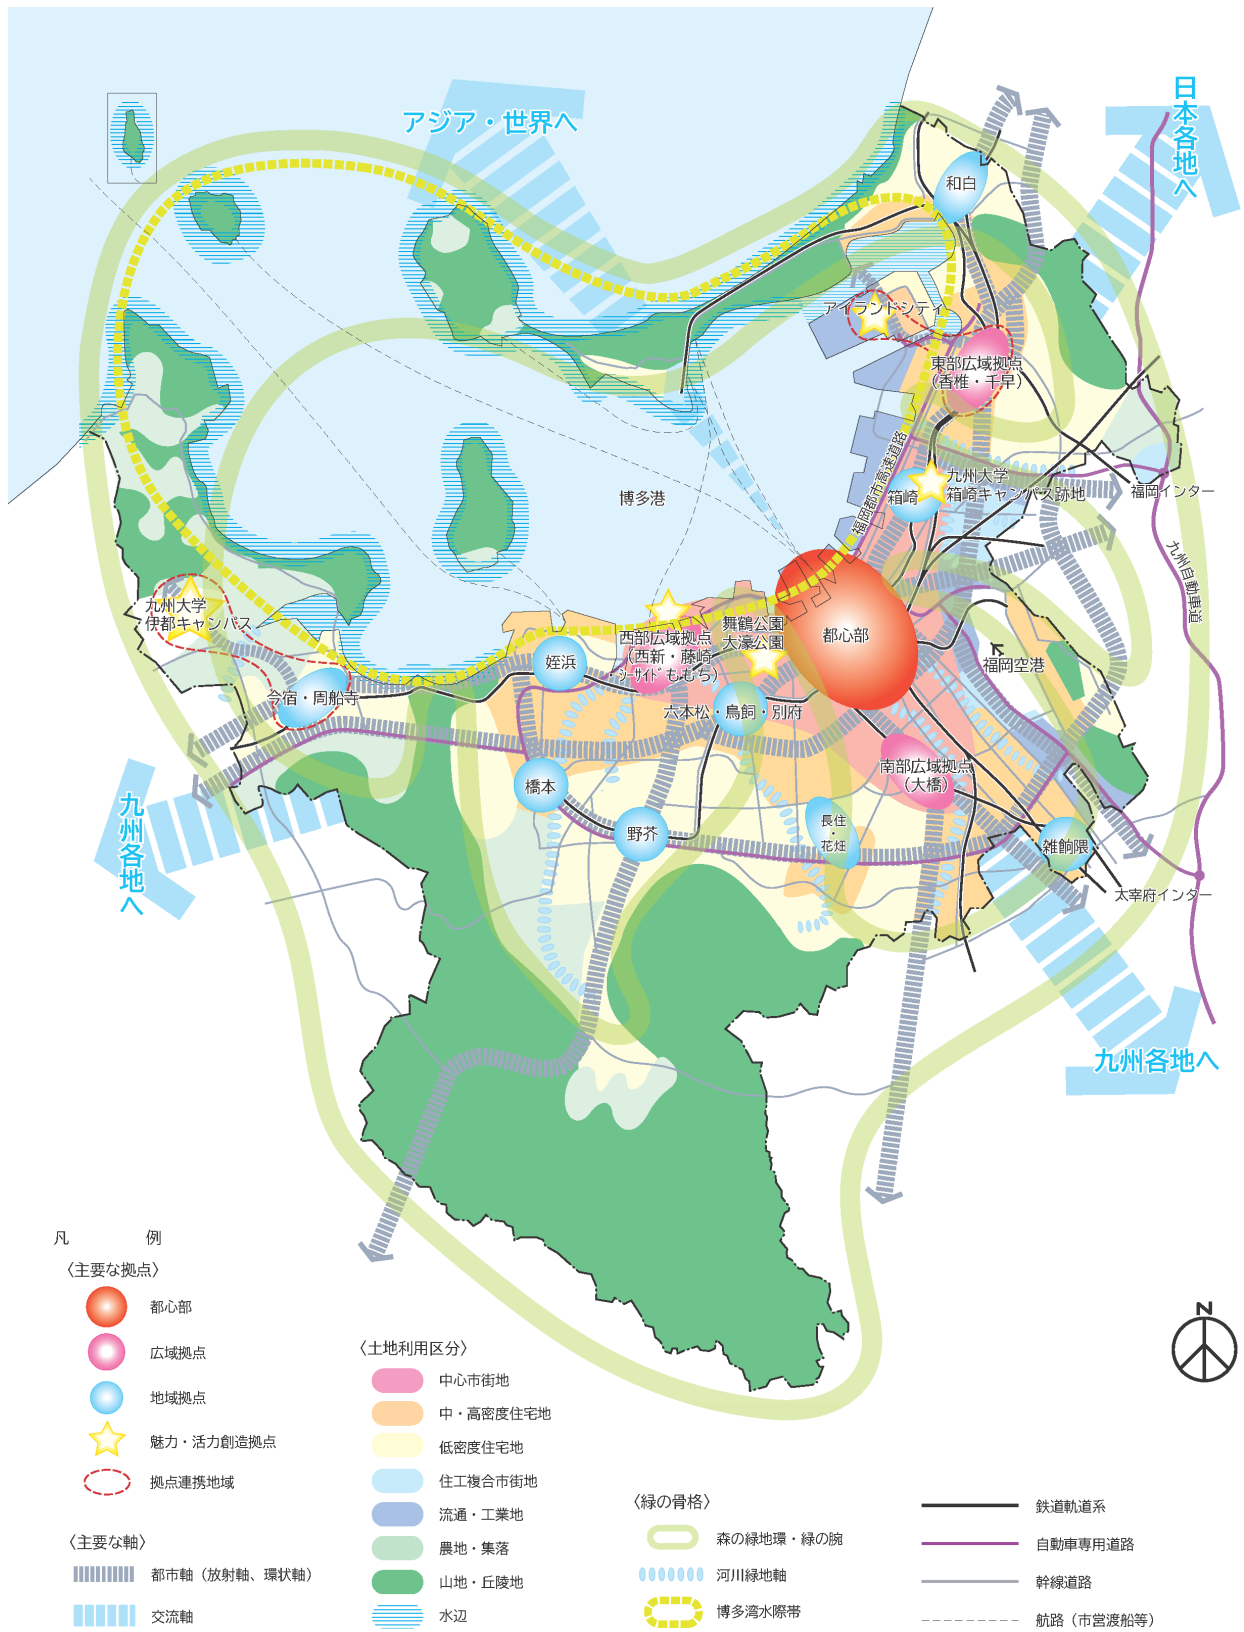 アジア・世界へ
日本各地へ
和白
アイランドシティ
東部広域拠点
（香椎・千早）
福岡都市高速道路
九州大学
箱崎キャンパス跡地
箱崎
福岡インター
博多港
九州自動車道
九州大学
伊都キャンパス
西部広域拠点
（西新・藤崎
・シーサイドももち）
舞鶴公園
大濠公園
都心部
福岡空港
姪浜
今宿・周船寺
六本松・鳥飼・別府
南部広域拠点
（大橋）
橋本
野芥
長住
・
花畑
雑餉隈
太宰府インター
九州各地へ
九州各地へ
凡例
〈主要な拠点〉
都心部
広域拠点
地域拠点
魅力・活力創造拠点
拠点連携地域
〈主要な軸〉
都市軸（放射軸、環状軸）
交流軸
〈土地利用区分〉
中心市街地
中・高密度住宅地
低密度住宅地
住工複合市街地
流通・工業地
農地・集落
山地・丘陵地
水辺
〈緑の骨格〉
森の緑地環・緑の腕
河川緑地軸
博多湾水際帯
鉄道軌道系
自動車専用道路
幹線道路
航路（市営渡船等）
N